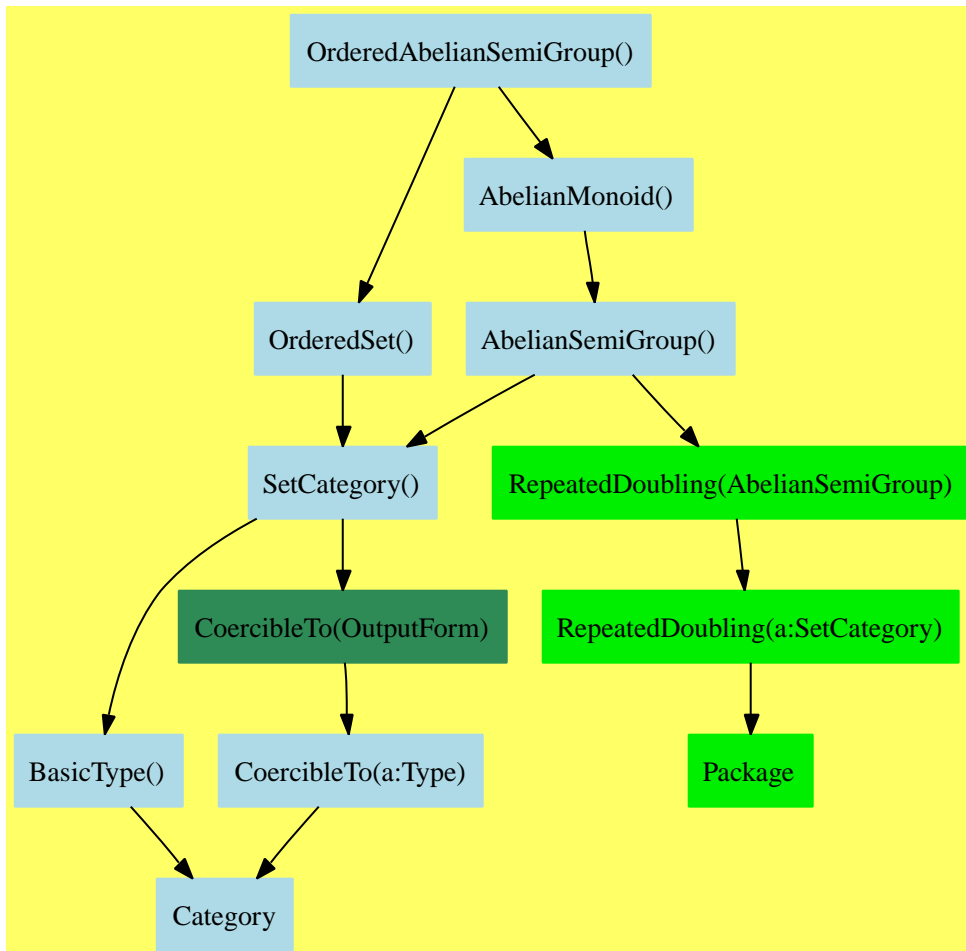 OrderedAbelianSemiGroup()
AbelianMonoid()
OrderedSet()
AbelianSemiGroup()
SetCategory()
RepeatedDoubling(AbelianSemiGroup)
CoercibleTo(OutputForm)
RepeatedDoubling(a:SetCategory)
BasicType()
CoercibleTo(a:Type)
Package
Category